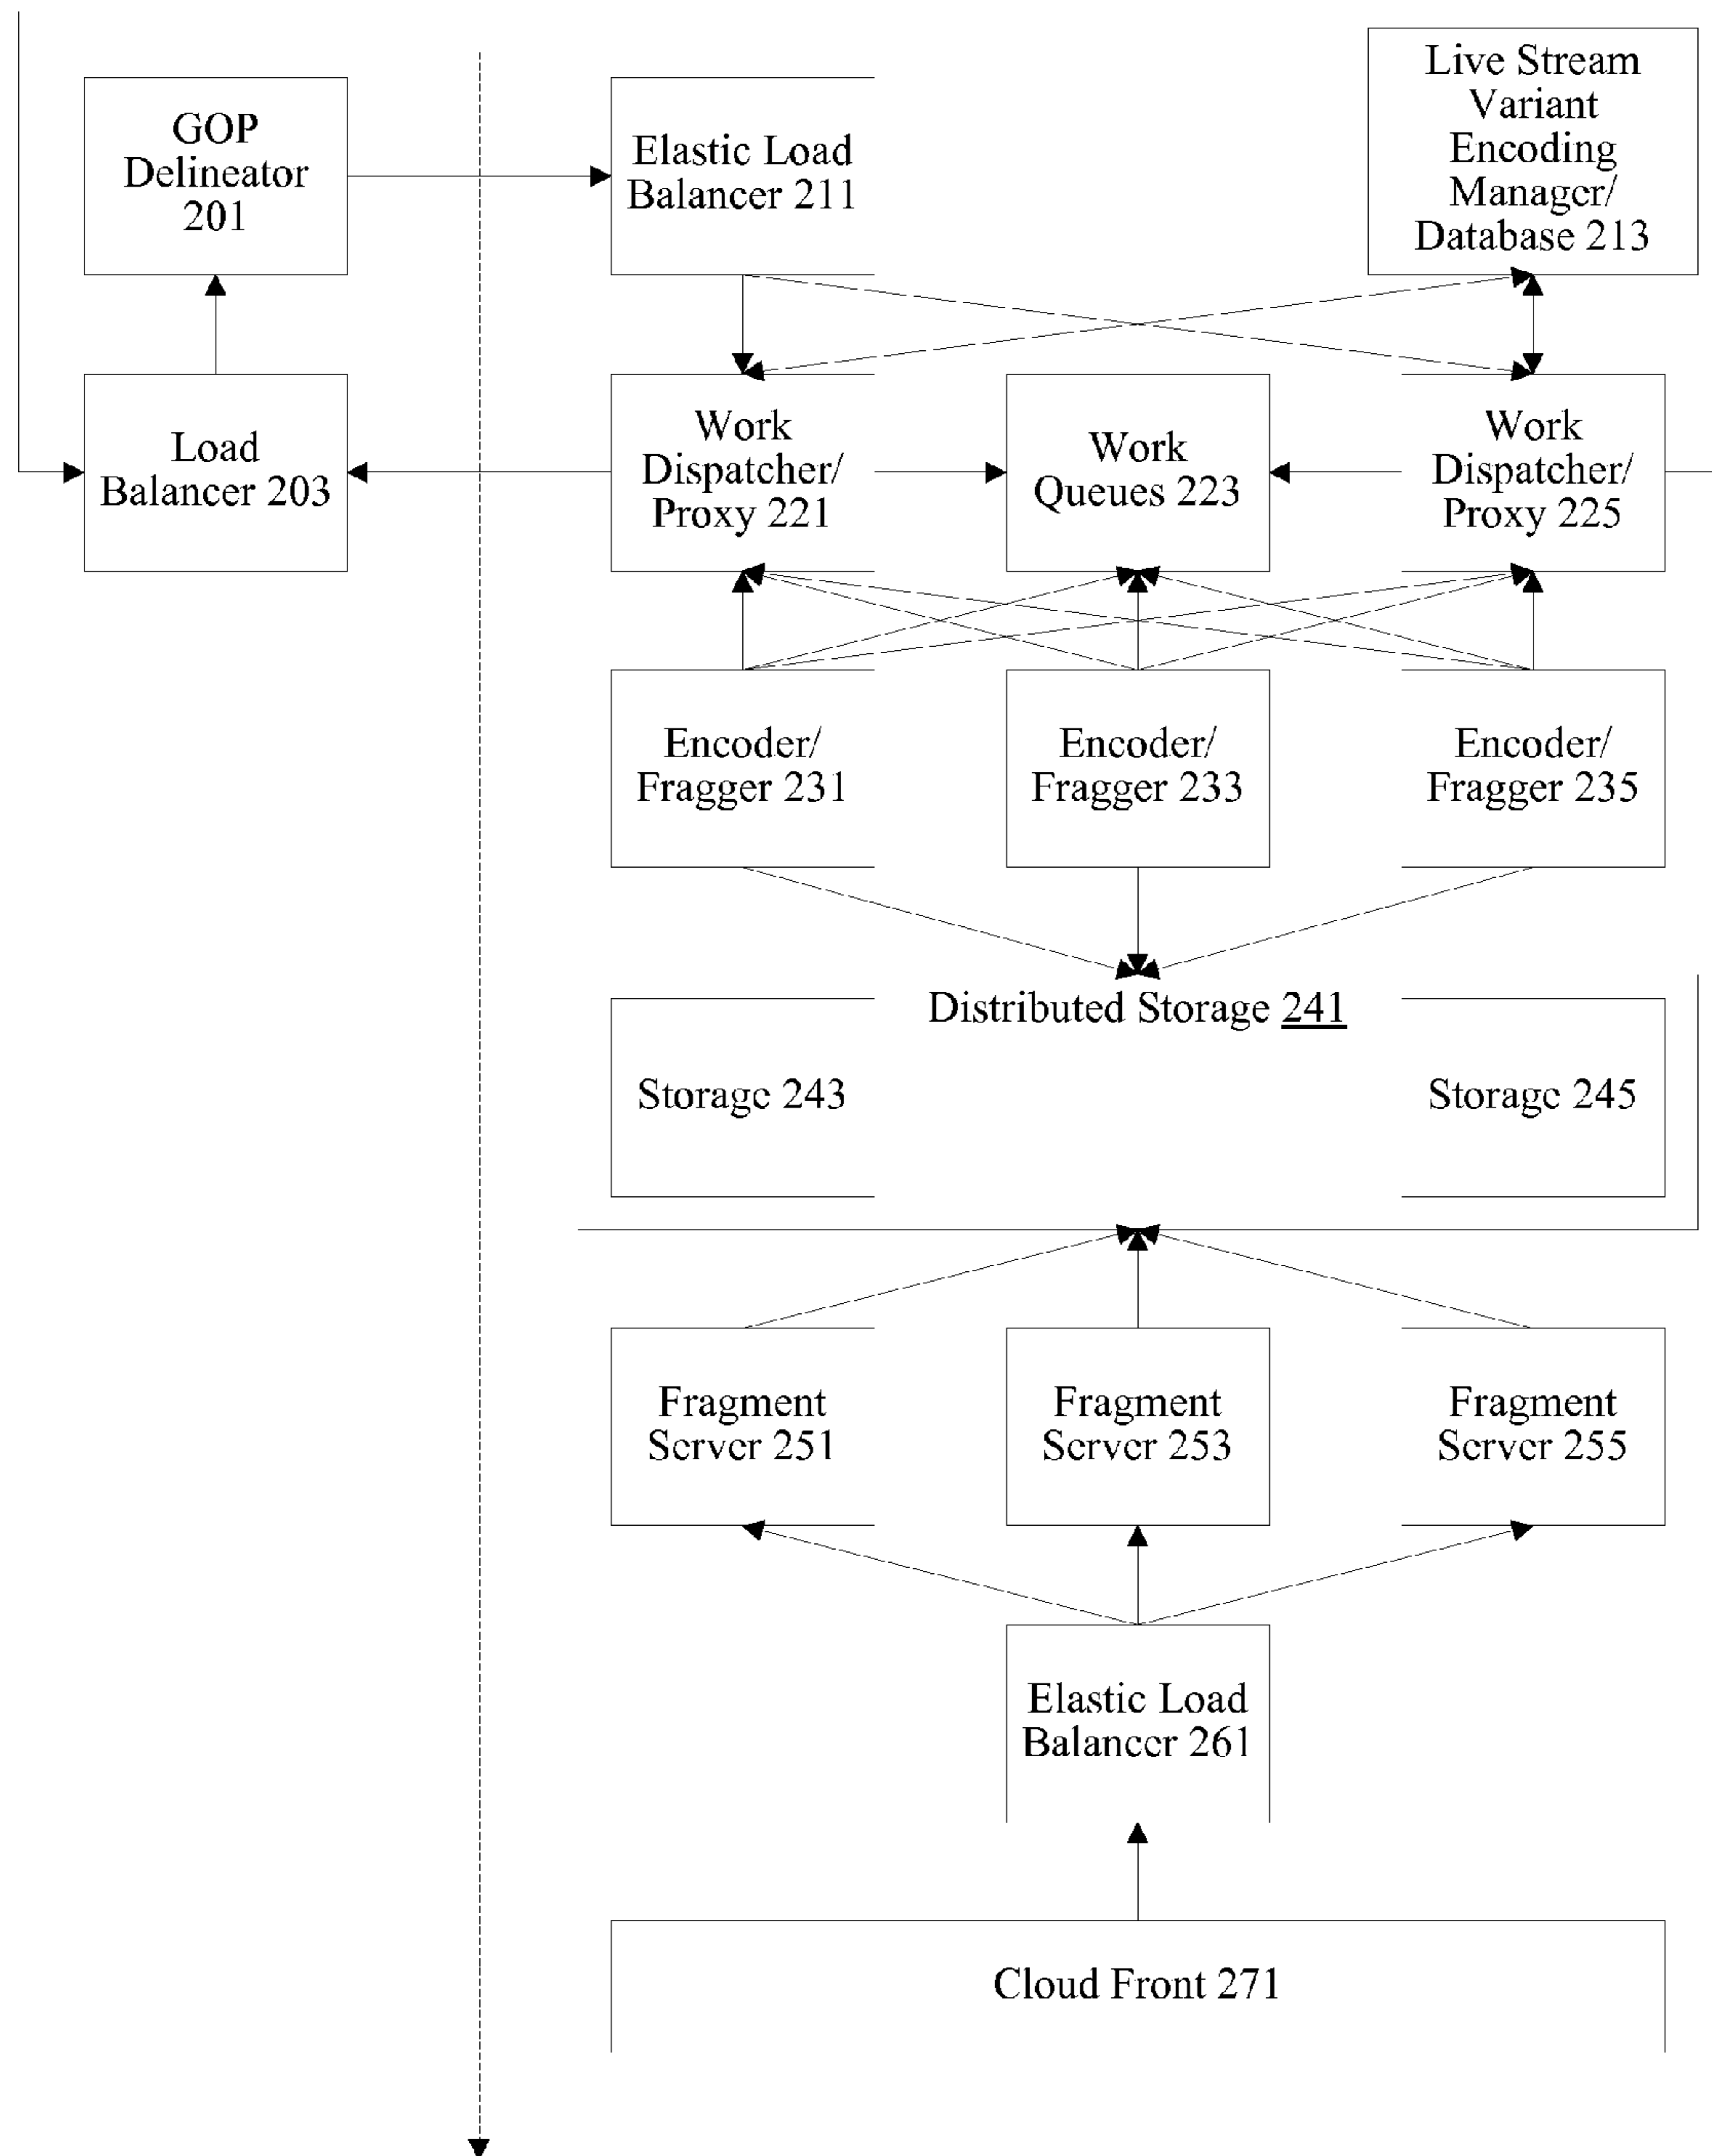 GOP
Delineator
201
Elastic Load
Balancer 211
Live Stream
Variant
Encoding
Manager/
Database 213
Load
Balancer 203
Work
Dispatcher/
Proxy 221
Work
Queues 223
Work
Dispatcher/
Proxy 225
Encoder/
Fragger 231
Encoder/
Fragger 233
Encoder/
Fragger 235
Distributed Storage 241
Storage 243
Storage 245
Fragment
Server 251
Fragment
Server 253
Fragment
Server 255
Elastic Load
Balancer 261
Cloud Front 271